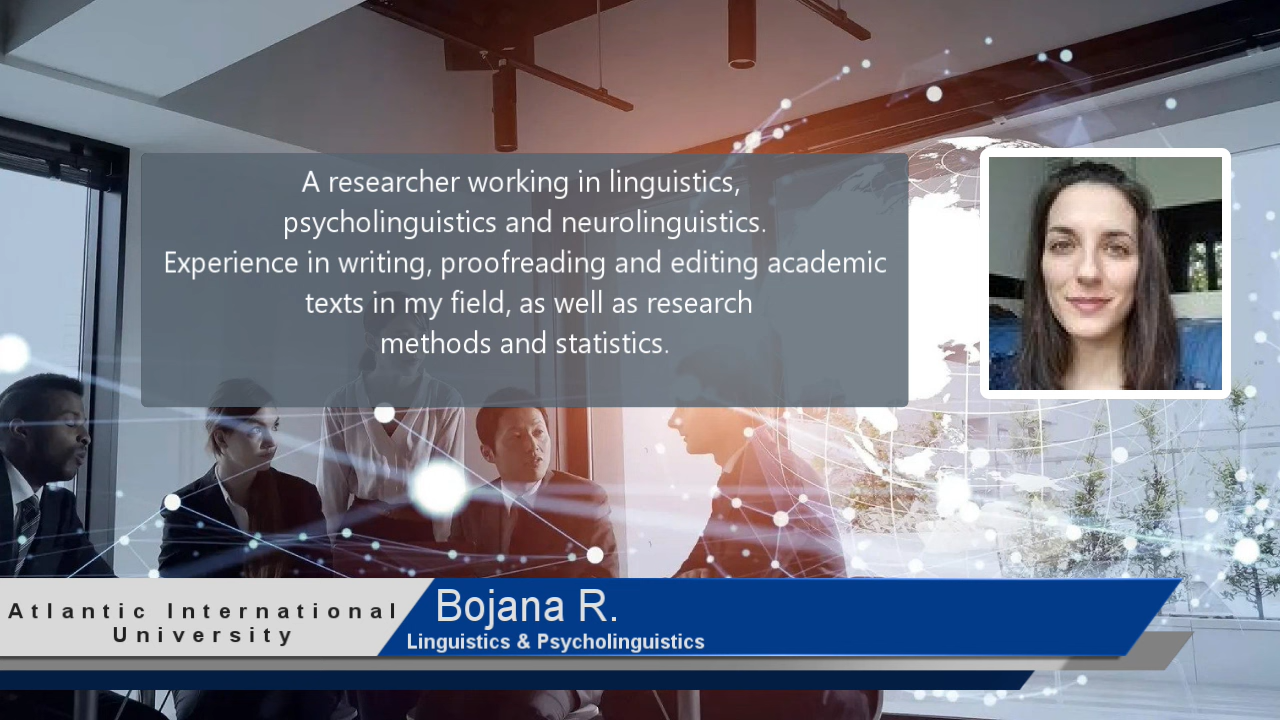 A researcher working in linguistics,
psycholinguistics and neurolinguistics.
Experience in writing, proofreading and editing academic
texts in my field, as well as research
methods and statistics.
Atlantic International
University
Bojana R.
Linguistics & Psycholinguistics